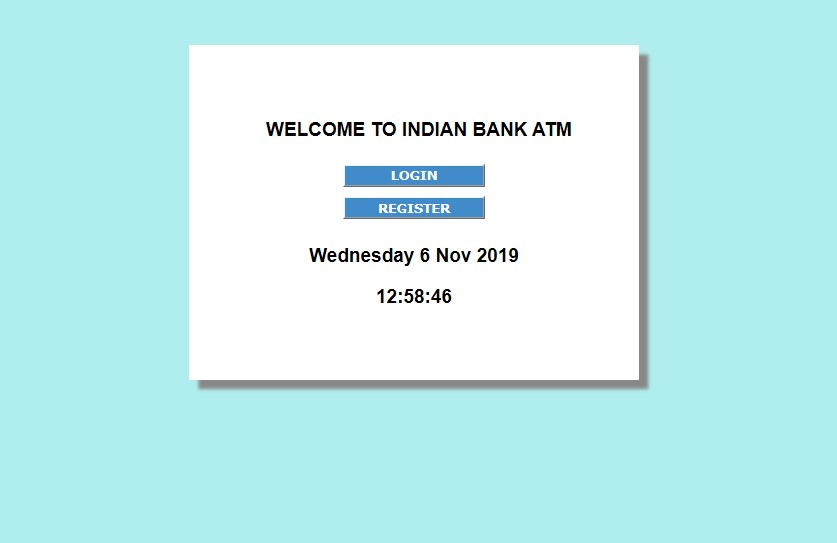 WELCOME TO INDIAN BANK ATM
LOGIN
REGISTER
Wednesday 6 Nov 2019
12:58:46